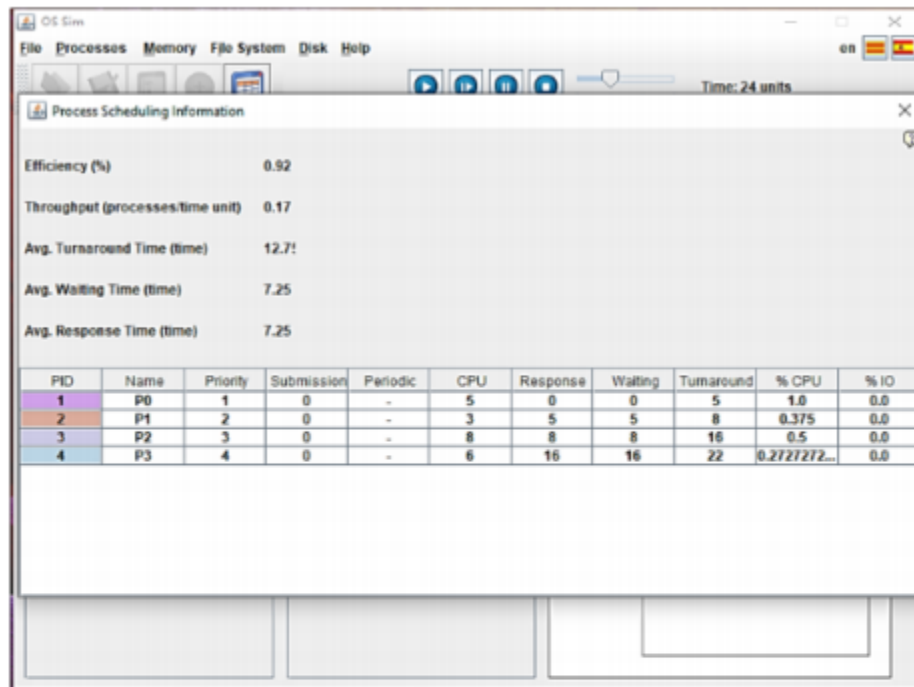 OS Sim
File Processes Memory File System Disk Help en
Time: 24 units
Process Scheduling Information
Efficiency (%) 0.92
Throughput (processes/time unit) 0.17
Avg. Turnaround Time (time) 12.75
Avg. Waiting Time (time) 7.25
Avg. Response Time (time) 7.25
PID Name Priority Submission Periodic CPU Response Waiting Turnaround % CPU % IO
1 P0 1 0 - 5 0 0 5 1.0 0.0
2 P1 2 0 - 3 5 5 8 0.375 0.0
3 P2 3 0 - 8 8 8 16 0.5 0.0
4 P3 4 0 - 6 16 16 22 0.2727272... 0.0